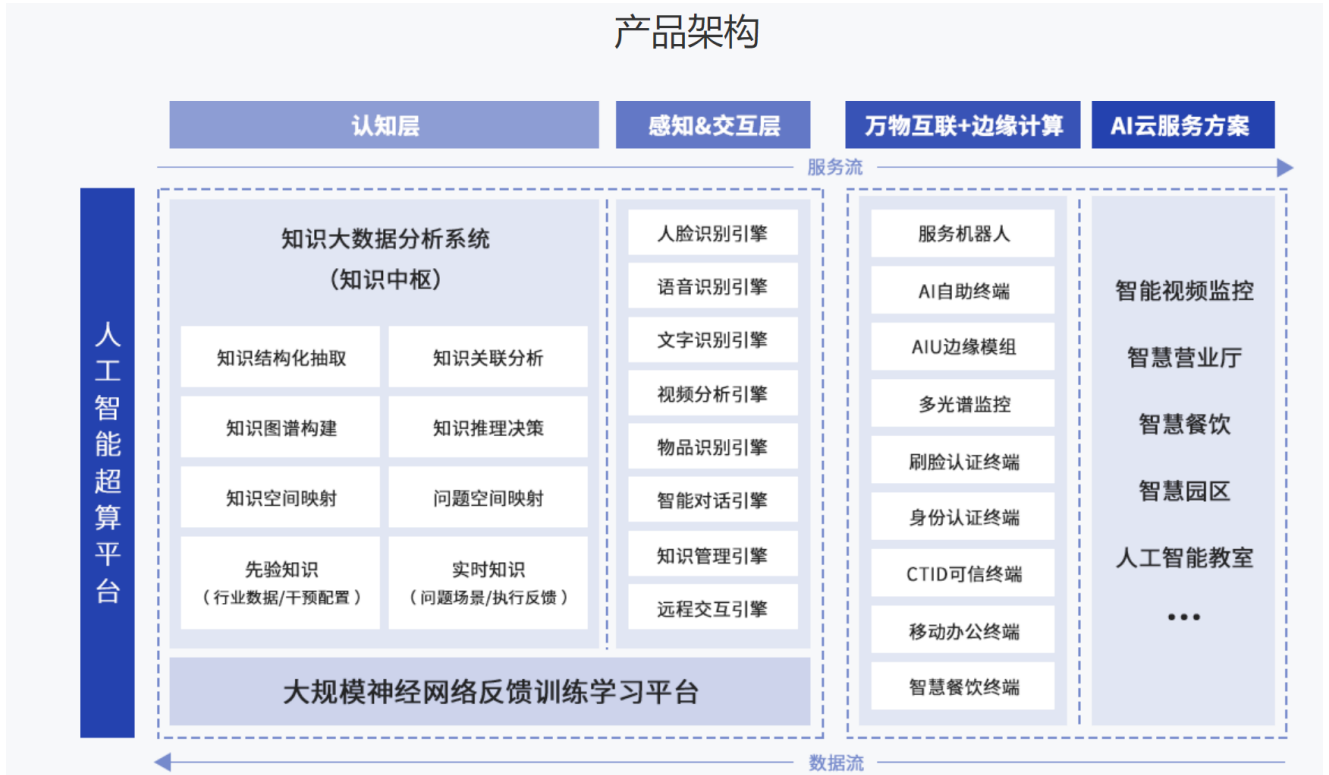 产品架构
认知层
感知&交互层
万物互联+边缘计算
AI云服务方案
服务流
人工智能超算平台
知识大数据分析系统
（知识中枢）
知识结构化抽取
知识关联分析
知识图谱构建
知识推理决策
知识空间映射
问题空间映射
先验知识
（行业数据/干预配置）
实时知识
（问题场景/执行反馈）
人脸识别引擎
语音识别引擎
文字识别引擎
视频分析引擎
物品识别引擎
智能对话引擎
知识管理引擎
远程交互引擎
大规模神经网络反馈训练学习平台
服务机器人
AI自助终端
AIU边缘模组
多光谱监控
刷脸认证终端
身份认证终端
CTID可信终端
移动办公终端
智慧餐饮终端
智能视频监控
智慧营业厅
智慧餐饮
智慧园区
人工智能教室
•••
数据流